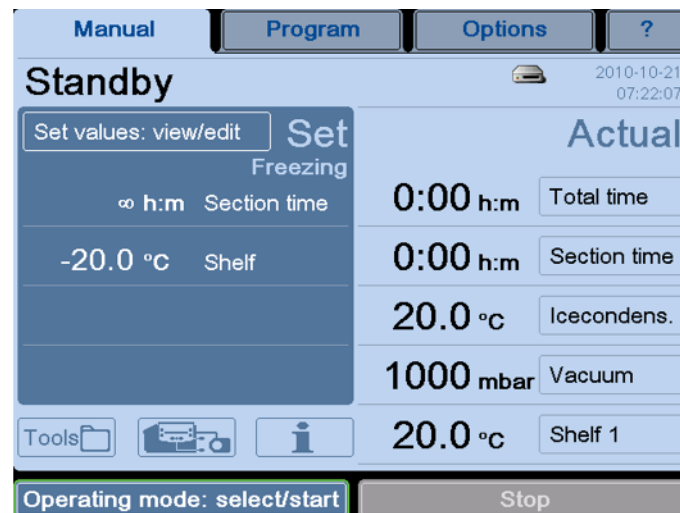 Manual Program Options ?
Standby
2010-10-21
07:22:07
Set values: view/edit Set
Freezing
∞ h:m Section time
-20.0 °C Shelf
Actual
0:00 h:m Total time
0:00 h:m Section time
20.0 °C Icecondens.
1000 mbar Vacuum
20.0 °C Shelf 1
Tools i
Operating mode: select/start Stop